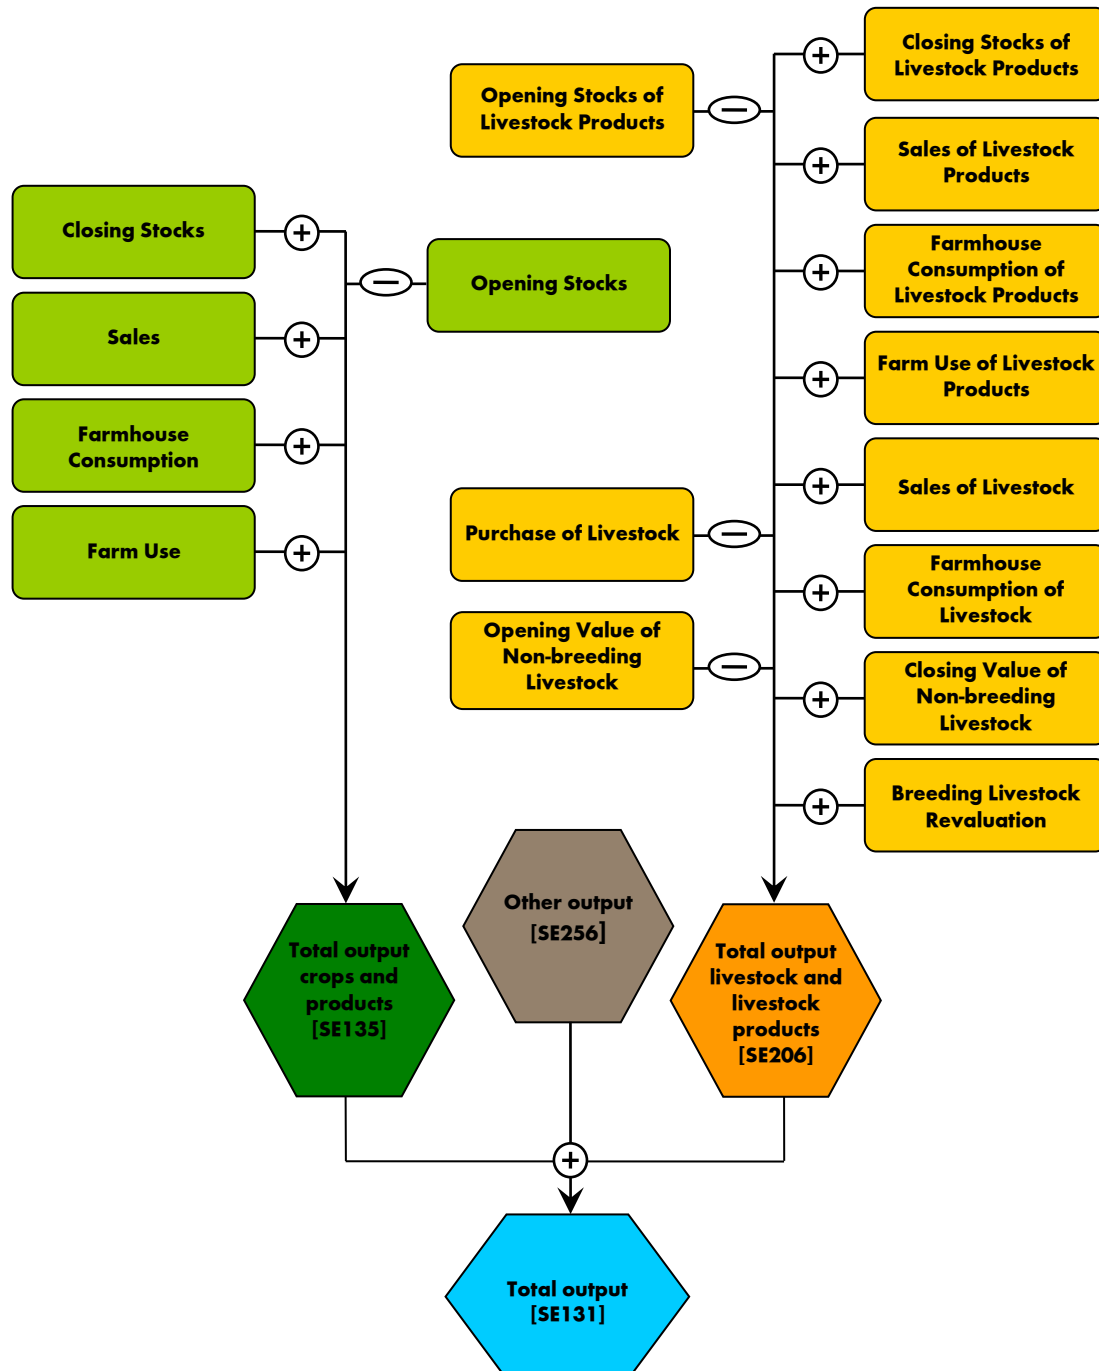 Closing Stocks of
Livestock Products
Opening Stocks of
Livestock Products
Sales of Livestock
Products
Closing Stocks
Farmhouse
Consumption of
Livestock Products
Opening Stocks
Sales
Farm Use of Livestock
Products
Farmhouse
Consumption
Sales of Livestock
Purchase of Livestock
Farm Use
Farmhouse
Consumption of
Livestock
Opening Value of
Non-breeding
Livestock
Closing Value of
Non-breeding
Livestock
Breeding Livestock
Revaluation
Other output
[SE256]
Total output
crops and
products
[SE135]
Total output
livestock and
livestock
products
[SE206]
Total output
[SE131]